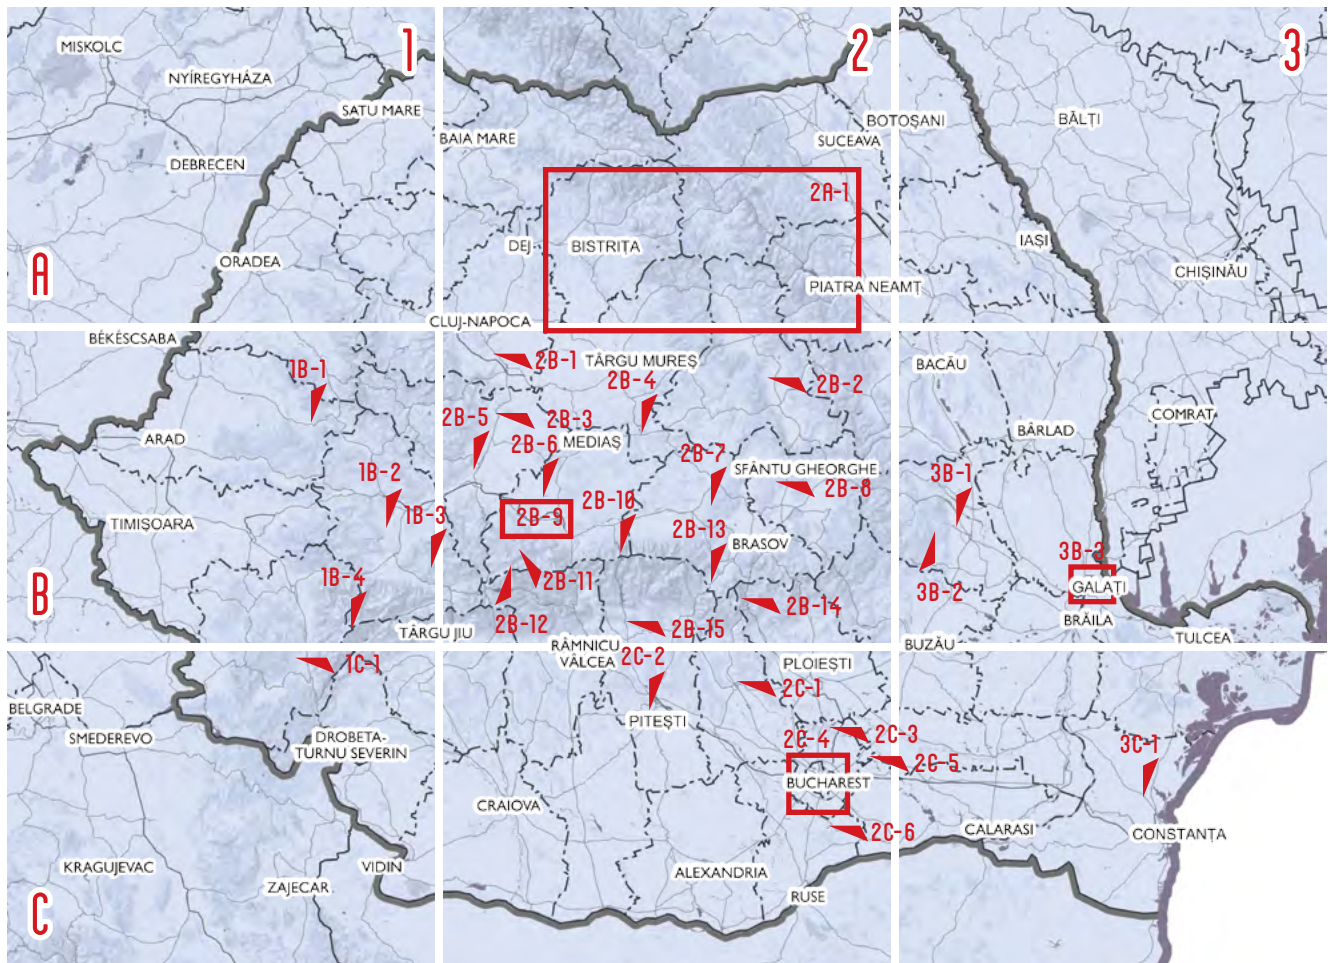 1
2
3
MISKOLC
NYÍREGYHÁZA
SATU MARE
DEBRECEN
ORADEA
A
BAIA MARE
SUCEAVA
BOTOȘANI
BĂLȚI
2A-1
DEJ
BISTRIȚA
IAȘI
CHIȘINĂU
PIATRA NEAMȚ
CLUJ-NAPOCA
BÉKÉSCSABA
1B-1
ARAD
1B-2
TIMIȘOARA
1B-3
1B-4
B
TÂRGU JIU
2B-1
TÂRGU MUREȘ
2B-4
2B-2
2B-5
2B-3
2B-6
MEDIAȘ
2B-7
SFÂNTU GHEORGHE
2B-8
2B-10
2B-9
2B-13
BRASOV
2B-11
2B-12
2B-14
2B-15
RÂMNICU
VÂLCEA
BACĂU
COMRAT
BÂRLAD
3B-1
3B-3
GALAȚI
3B-2
BRĂILA
TULCEA
BUZĂU
1C-1
BELGRADE
SMEDEREVO
DROBETA-
TURNU SEVERIN
KRAGUJEVAC
ZAJECAR
VIDIN
C
2C-2
PLOIEȘTI
2C-1
PITEȘTI
2C-4
2C-3
2C-5
BUCHAREST
CRAIOVA
2C-6
ALEXANDRIA
RUSE
3C-1
CALARASI
CONSTANȚA